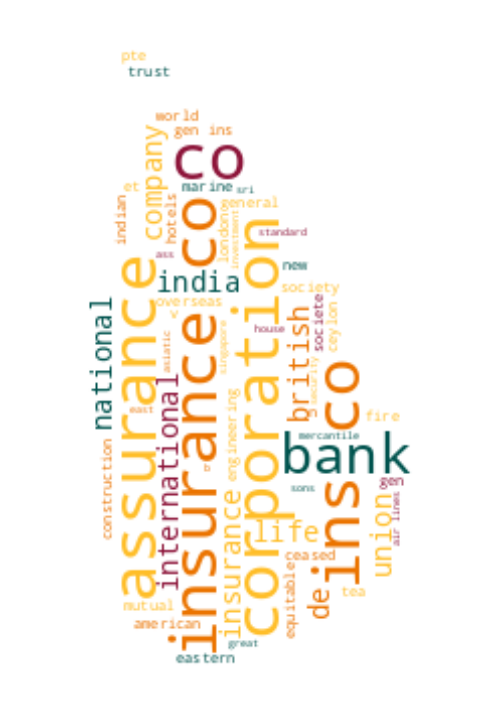 pte
trust
world
gen ins
co
company
et
marine
sri
indian
hotels
london
general
investment
standard
ass
co
corporation
new
india
assurance
society
overseas
v
national
societe
ceylon
house
british
singapore
asiatic
insurance
international
co
security
east
fire
engineering
mercantile
bank
construction
gen
sons
ins
union
air lines
insurance
life
ceased
equitable
de
tea
mutual
american
great
eastern